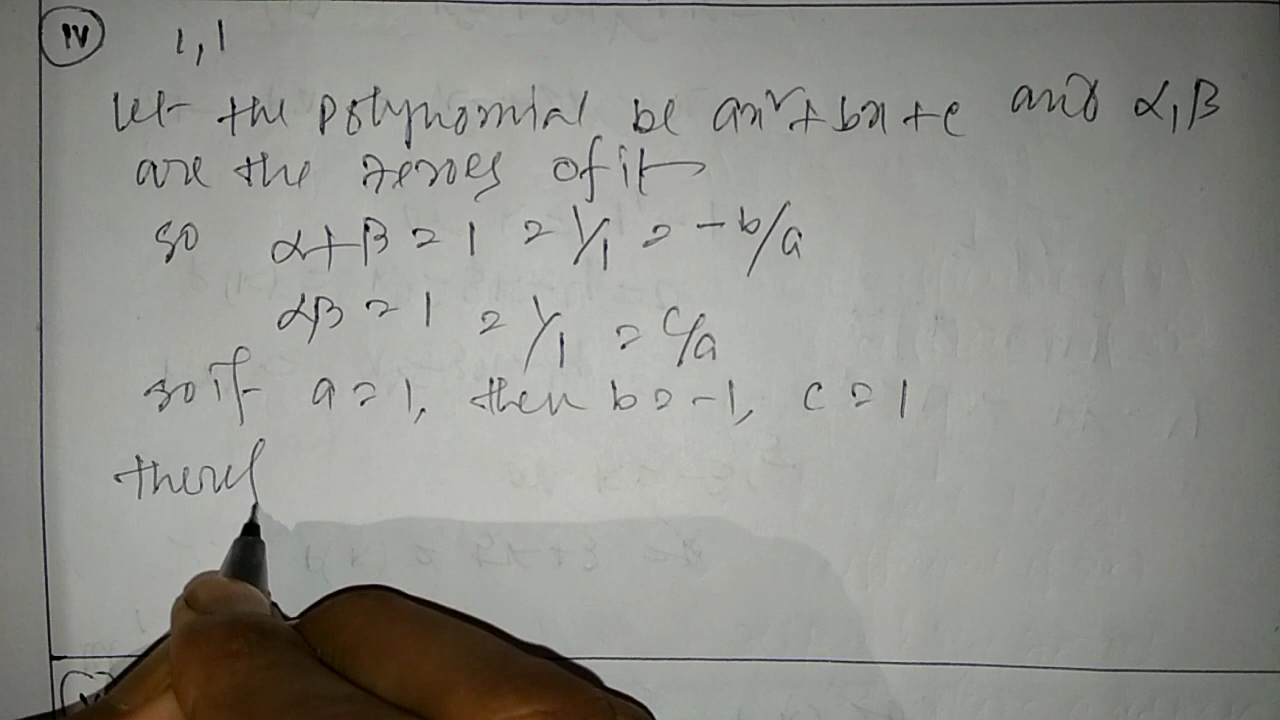 (iv) 1, 1
let the polynomial be ax²+bx+c and α, β
are the zeroes of it
so α+β = 1 = 1/1 = -b/a
αβ = 1 = 1/1 = c/a
so if a=1, then b=-1, c=1
theref